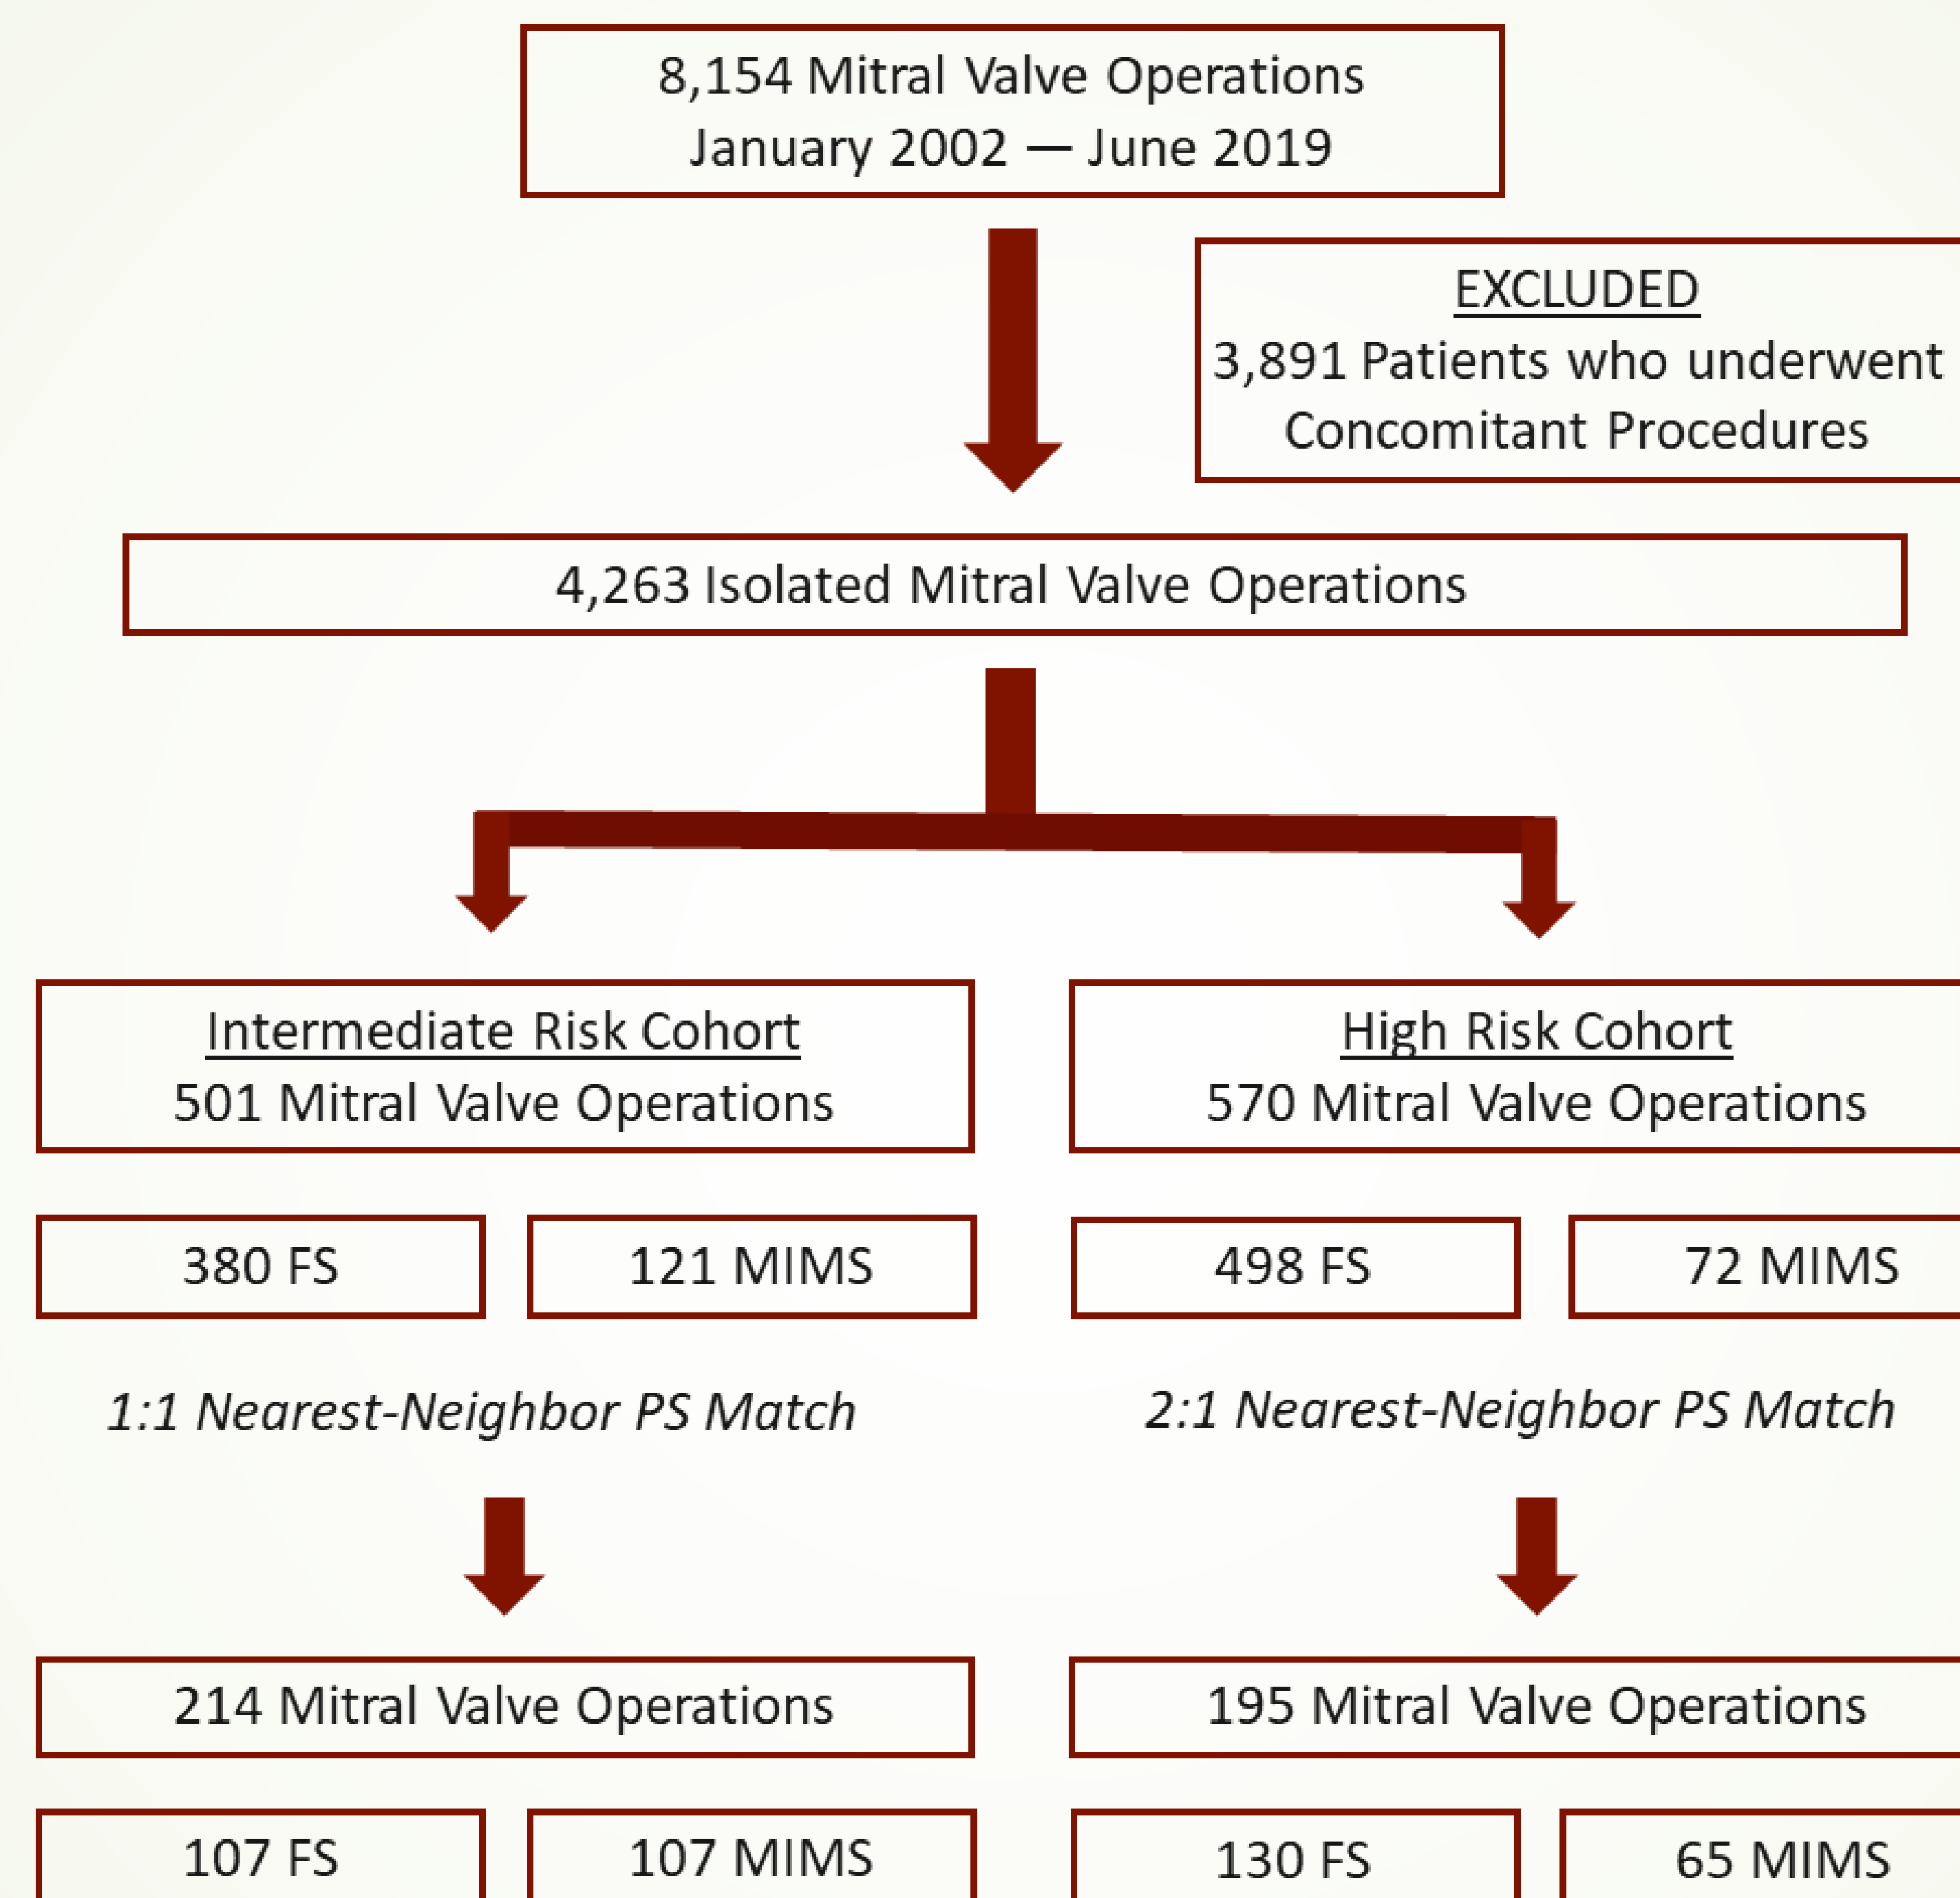 8,154 Mitral Valve Operations
January 2002 — June 2019
EXCLUDED
3,891 Patients who underwent
Concomitant Procedures
4,263 Isolated Mitral Valve Operations
Intermediate Risk Cohort
501 Mitral Valve Operations
High Risk Cohort
570 Mitral Valve Operations
380 FS
121 MIMS
498 FS
72 MIMS
1:1 Nearest-Neighbor PS Match
2:1 Nearest-Neighbor PS Match
214 Mitral Valve Operations
195 Mitral Valve Operations
107 FS
107 MIMS
130 FS
65 MIMS